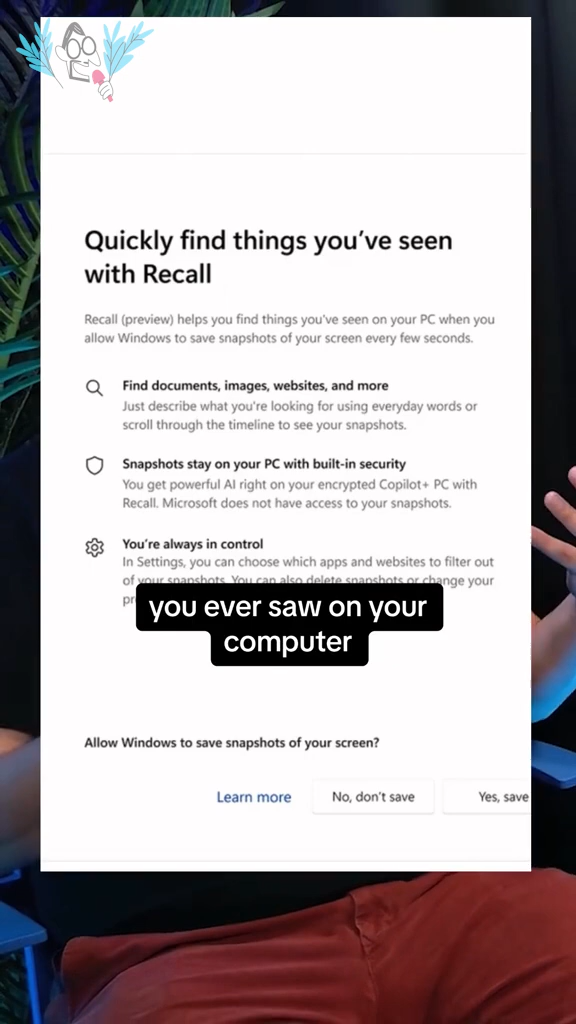 Quickly find things you've seen
with Recall
Recall (preview) helps you find things you've seen on your PC when you
allow Windows to save snapshots of your screen every few seconds.
Find documents, images, websites, and more
Just describe what you're looking for using everyday words or
scroll through the timeline to see your snapshots.
Snapshots stay on your PC with built-in security
You get powerful AI right on your encrypted Copilot+ PC with
Recall. Microsoft does not have access to your snapshots.
You're always in control
In Settings, you can choose which apps and websites to filter out
of your snapshots. You can also delete snapshots or change your
you ever saw on your
computer
Allow Windows to save snapshots of your screen?
Learn more
No, don't save
Yes, save